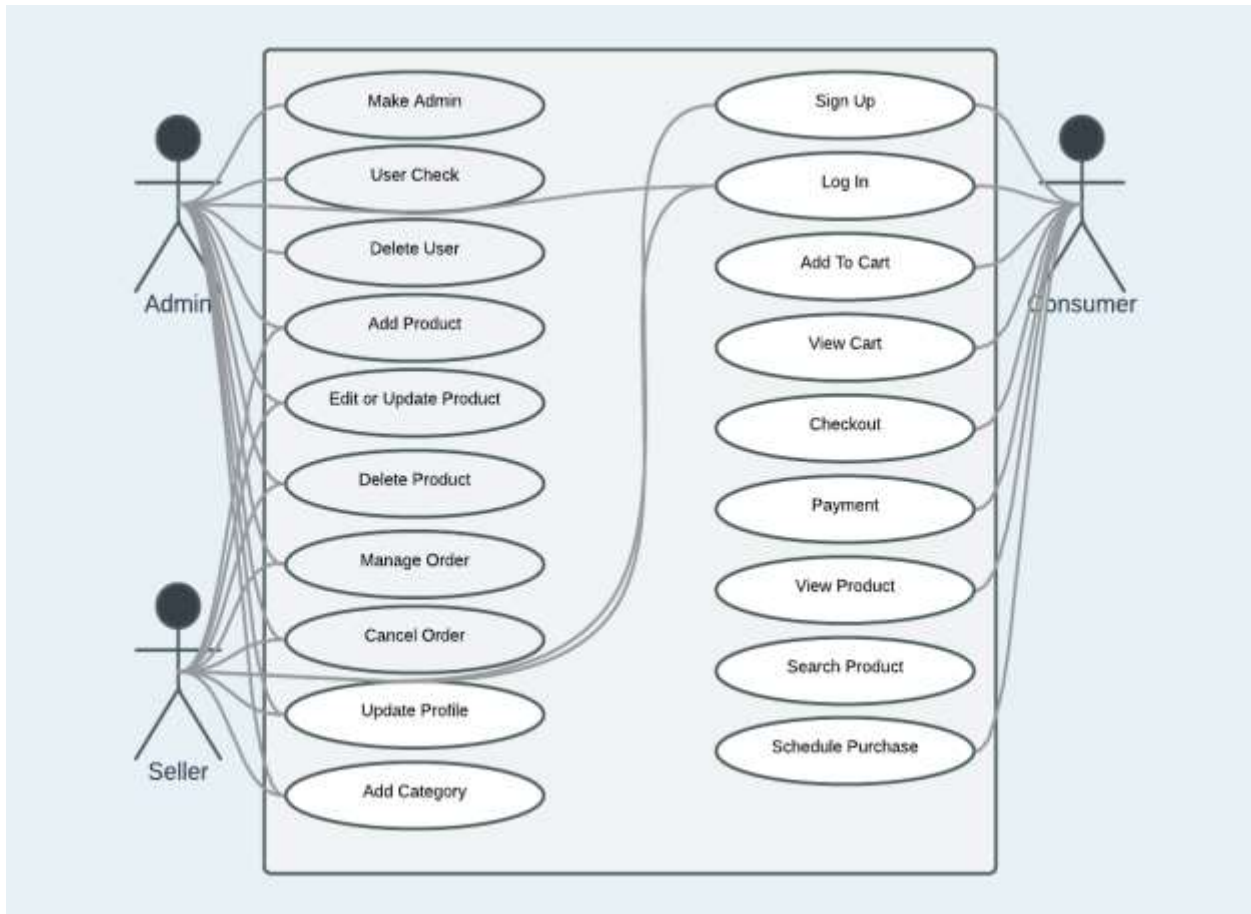 Make Admin
User Check
Delete User
Add Product
Edit or Update Product
Delete Product
Manage Order
Cancel Order
Update Profile
Add Category
Sign Up
Log In
Add To Cart
View Cart
Checkout
Payment
View Product
Search Product
Schedule Purchase
Admin
Seller
Consumer